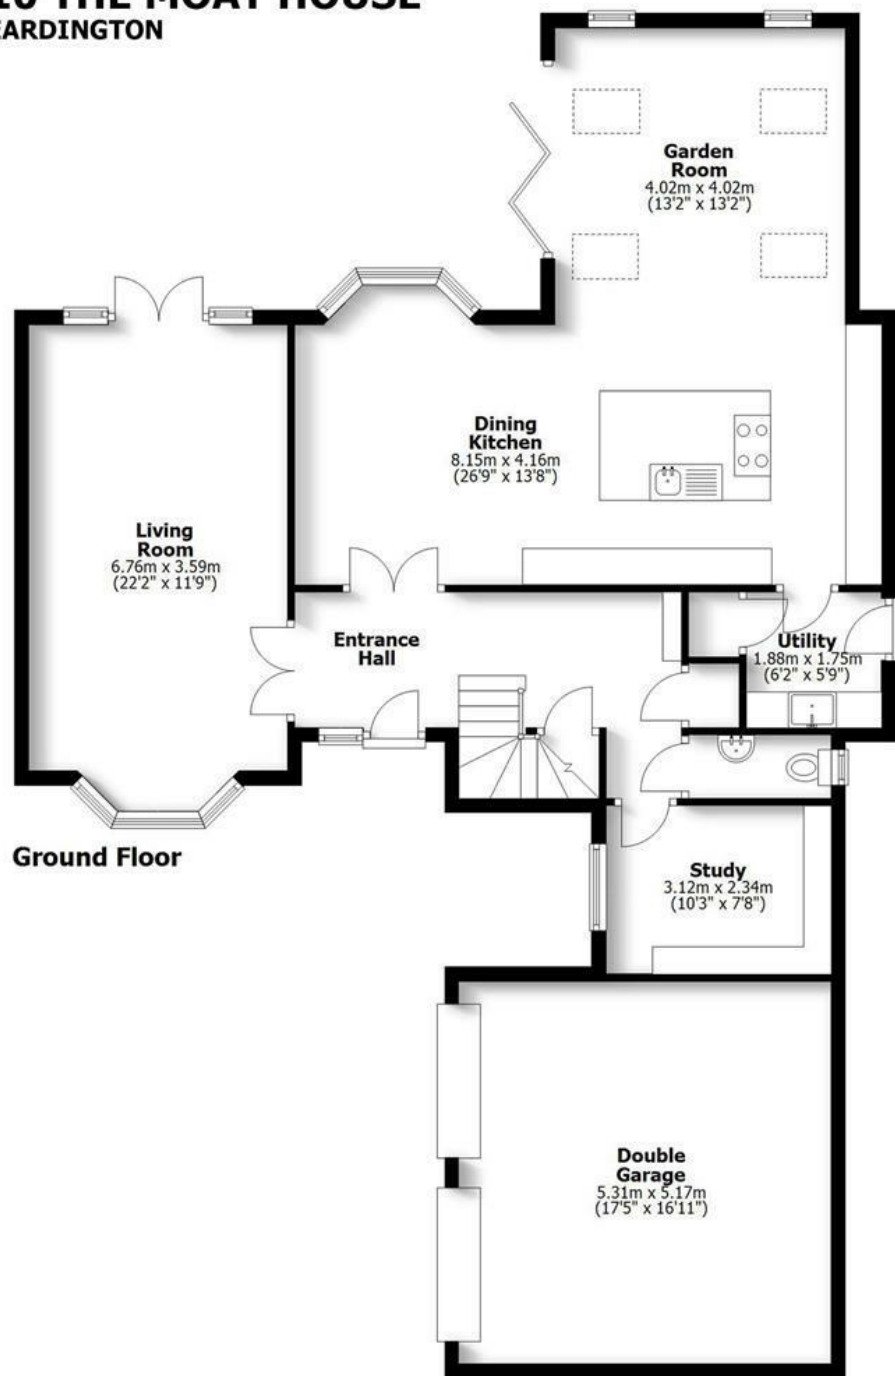 THE MOAT HOUSE
Garden
Room
4.02m x 4.02m
(13'2" x 13'2")
Dining
Kitchen
8.15m x 4.16m
(26'9" x 13'8")
Living
Room
6.76m x 3.59m
(22'2" x 11'9")
Entrance
Hall
Utility
1.88m x 1.75m
(6'2" x 5'9")
Ground Floor
Study
3.12m x 2.34m
(10'3" x 7'8")
Double
Garage
5.31m x 5.17m
(17'5" x 16'11")